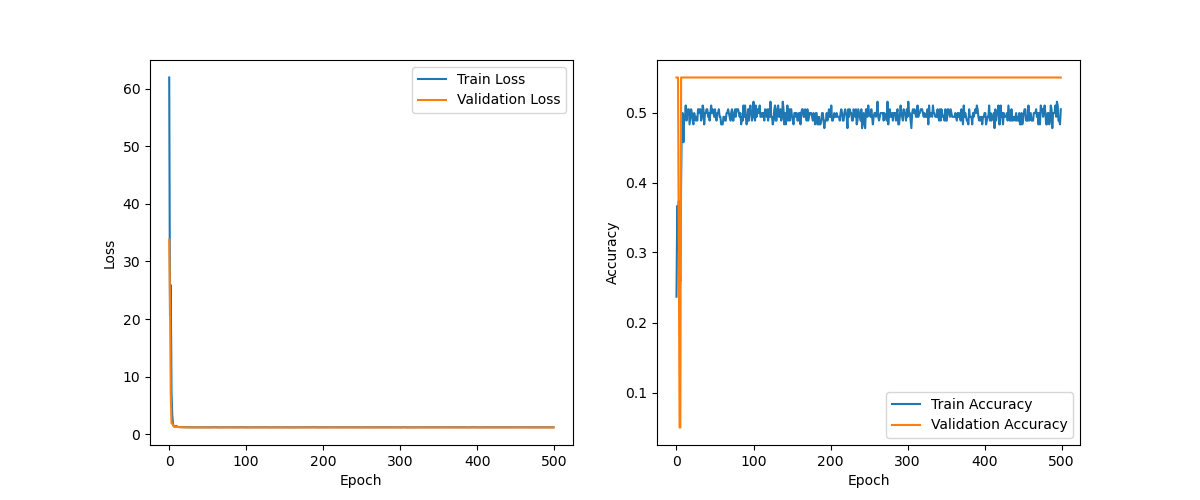 Train Loss
Validation Loss
60
50
40
30
20
10
0
Loss
0 100 200 300 400 500
Epoch
0.5
0.4
0.3
0.2
0.1
Accuracy
Train Accuracy
Validation Accuracy
0 100 200 300 400 500
Epoch